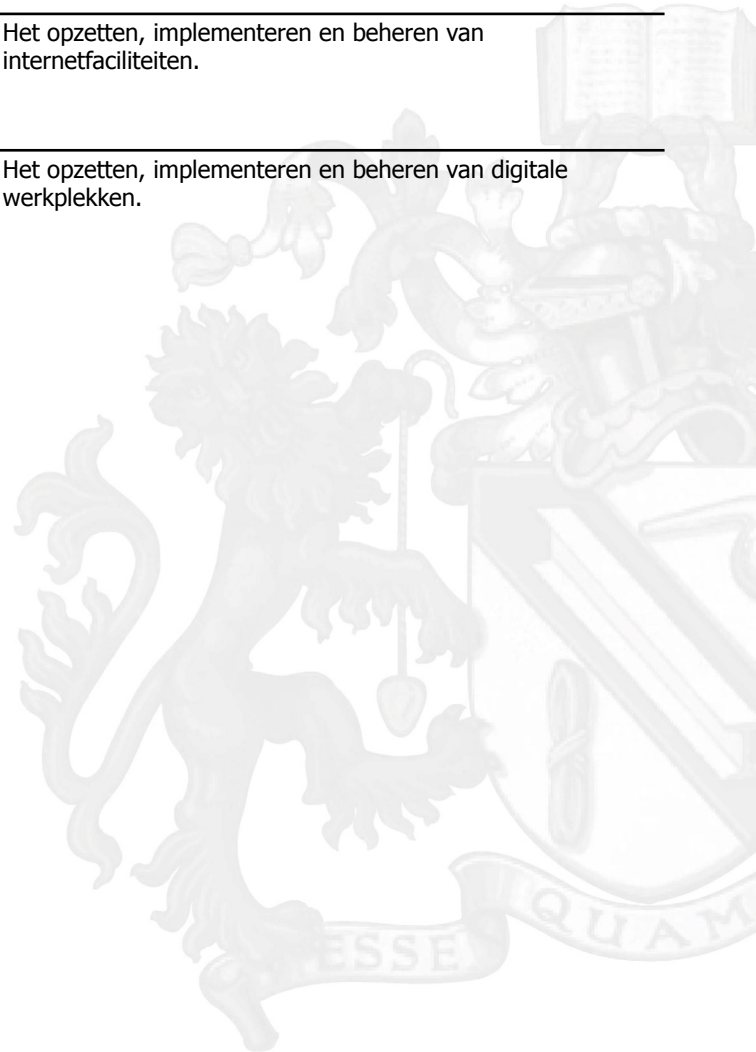 Het opzetten, implementeren en beheren van
internetfaciliteiten.
Het opzetten, implementeren en beheren van digitale
werkplekken.
ESSE
QUAM